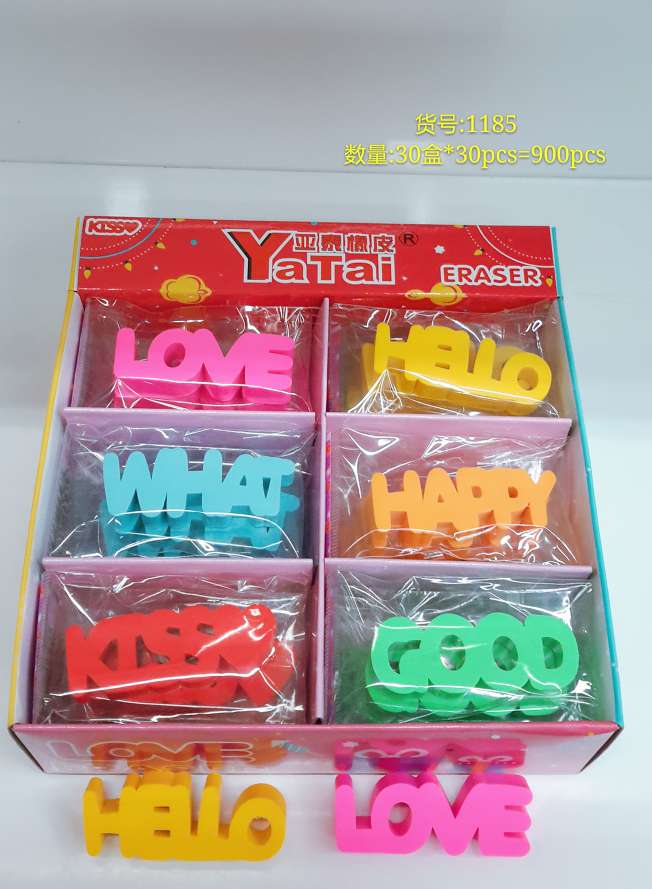 货号:1185
数量:30盒*30pcs=900pcs
KISS
亚泰橡皮®
YaTai
ERASER
LOVE
HELLO
WHAT
HAPPY
KISS
GOOD
LOVE
HELLO
LOVE